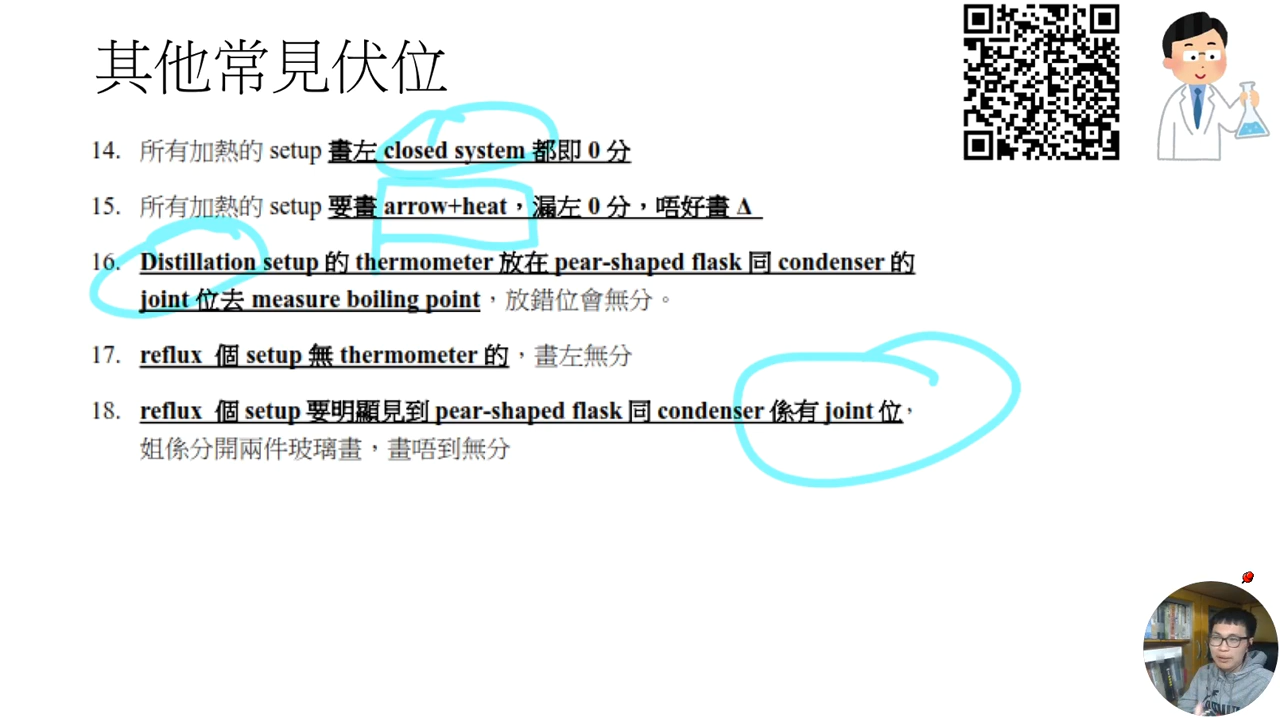 其他常見伏位
14. 所有加熱的 setup 畫左 closed system 都即 0 分
15. 所有加熱的 setup 要畫 arrow+heat，漏左 0 分，唔好畫 Δ
16. Distillation setup 的 thermometer 放在 pear-shaped flask 同 condenser 的
joint 位去 measure boiling point，放錯位會無分。
17. reflux 個 setup 無 thermometer 的，畫左無分
18. reflux 個 setup 要明顯見到 pear-shaped flask 同 condenser 係有 joint 位，
姐係分開兩件玻璃畫，畫唔到無分